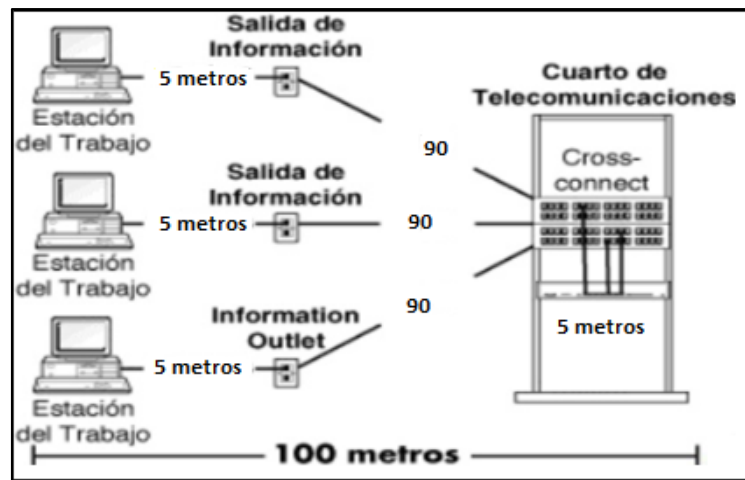 Salida de
Información
5 metros
Estación
del Trabajo
Cuarto de
Telecomunicaciones
Cross-
connect
90
Salida de
Información
5 metros
90
Estación
del Trabajo
90
Information
Outlet
5 metros
5 metros
Estación
del Trabajo
100 metros